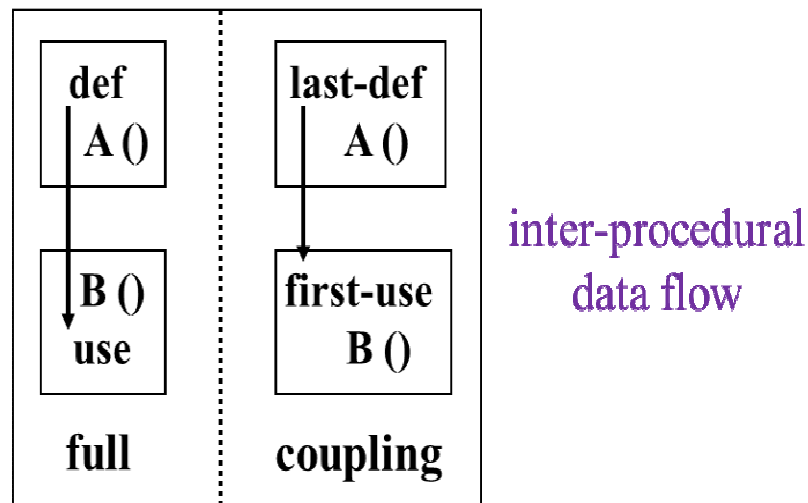 def
A ()
B ()
use
full
last-def
A ()
first-use
B ()
coupling
inter-procedural
data flow